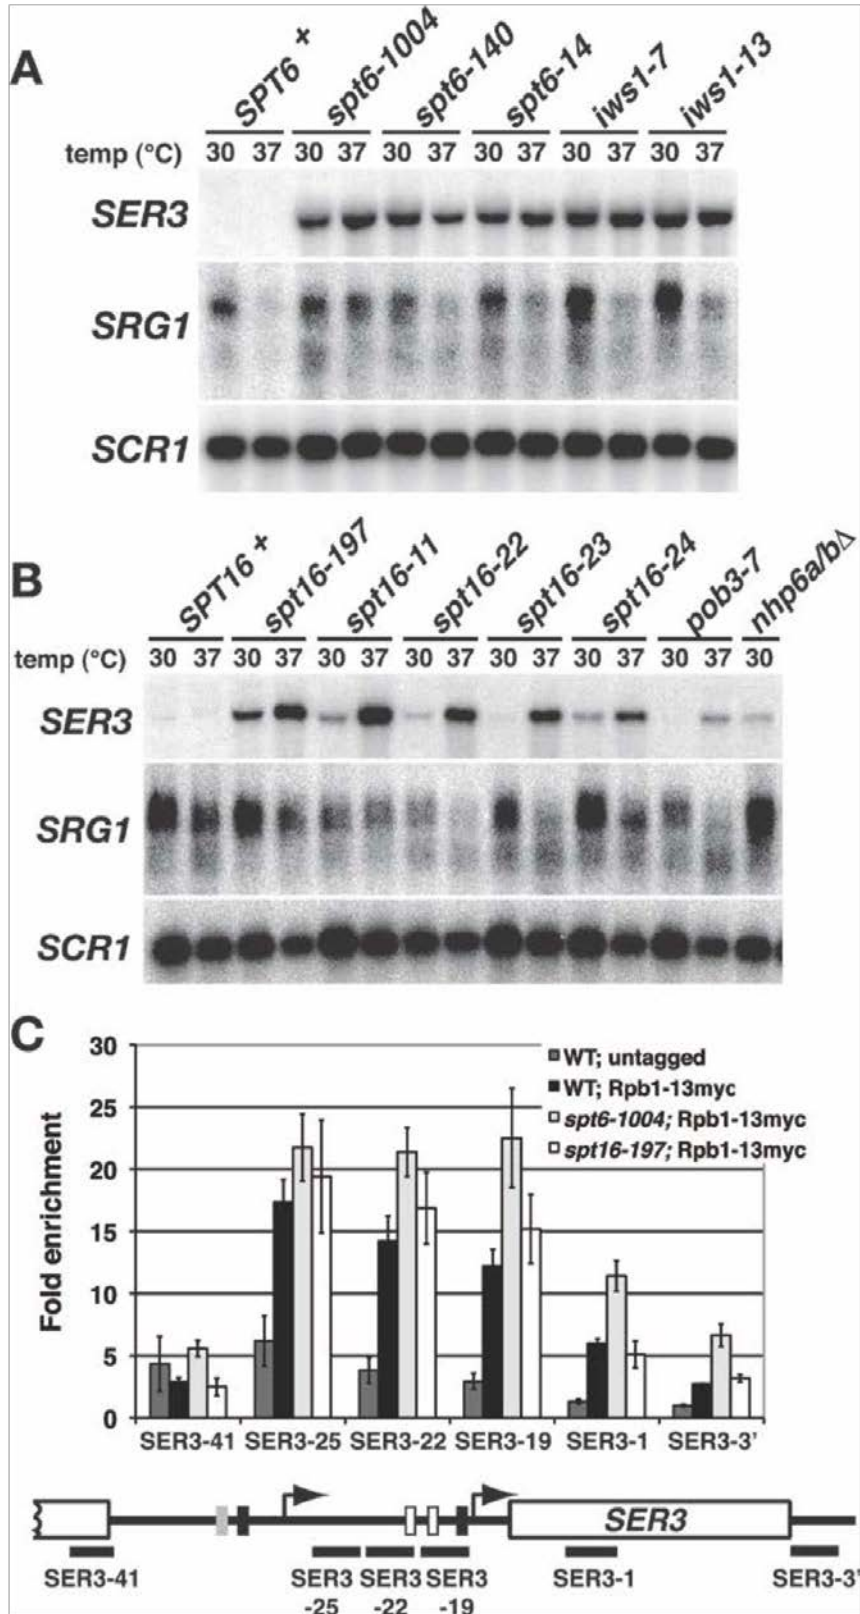 A
SPT6 + spt6-1004 spt6-140 spt6-14 iws1-7 iws1-13
temp (°C) 30 37 30 37 30 37 30 37 30 37 30 37
SER3
SRG1
SCR1
B
SPT16 + spt16-197 spt16-11 spt16-22 spt16-23 spt16-24 pob3-7 nhp6a/bΔ
temp (°C) 30 37 30 37 30 37 30 37 30 37 30 37 30 37 30
SER3
SRG1
SCR1
C
Fold enrichment
30
25
20
15
10
5
0
WT; untagged
WT; Rpb1-13myc
spt6-1004; Rpb1-13myc
spt16-197; Rpb1-13myc
SER3-41 SER3-25 SER3-22 SER3-19 SER3-1 SER3-3'
SER3
SER3-41 SER3 SER3 SER3 SER3-1 SER3-3'
-25 -22 -19